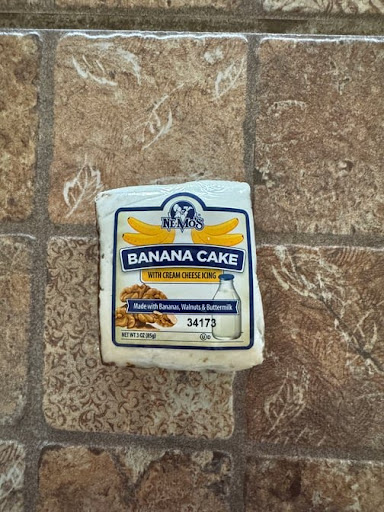 NEMO'S
BANANA CAKE
WITH CREAM CHEESE ICING
Made with Bananas, Walnuts & Buttermilk
34173
NET WT 3 OZ (85g)